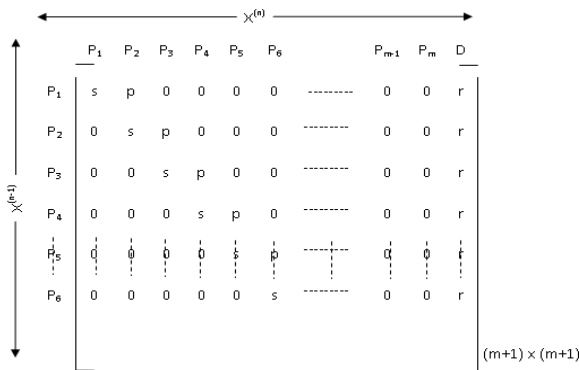 X(n)
P1 P2 P3 P4 P5 P6 Pm-1 Pm D
P1 s p 0 0 0 0 --------- 0 0 r
P2 0 s p 0 0 0 --------- 0 0 r
P3 0 0 s p 0 0 --------- 0 0 r
X(n-1)
P4 0 0 0 s p 0 --------- 0 0 r
P5 0 0 0 0 s p --------- 0 0 r
P6 0 0 0 0 0 s --------- 0 0 r
(m+1) x (m+1)